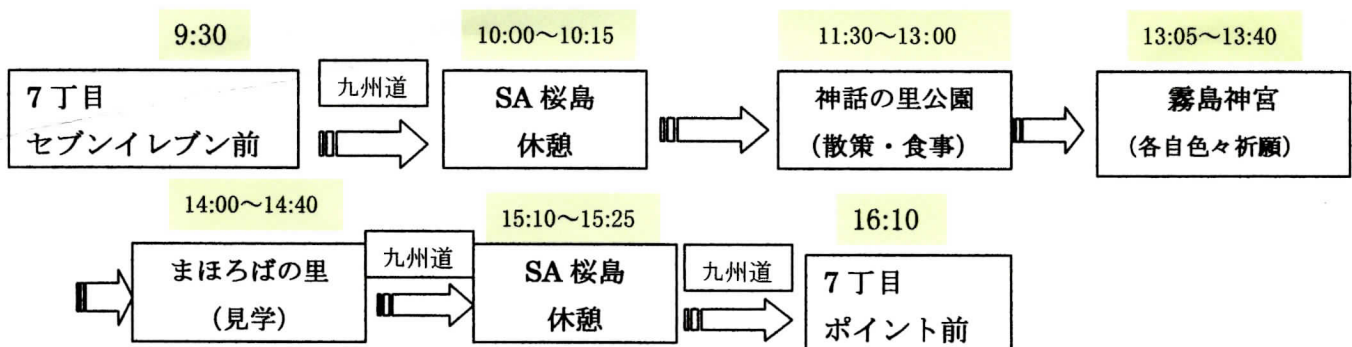 9:30
7丁目
セブンイレブン前
九州道
10:00～10:15
SA 桜島
休憩
11:30～13:00
神話の里公園
(散策・食事)
13:05～13:40
霧島神宮
(各自色々祈願)
14:00～14:40
まほろばの里
(見学)
九州道
15:10～15:25
SA 桜島
休憩
九州道
16:10
7丁目
ポイント前